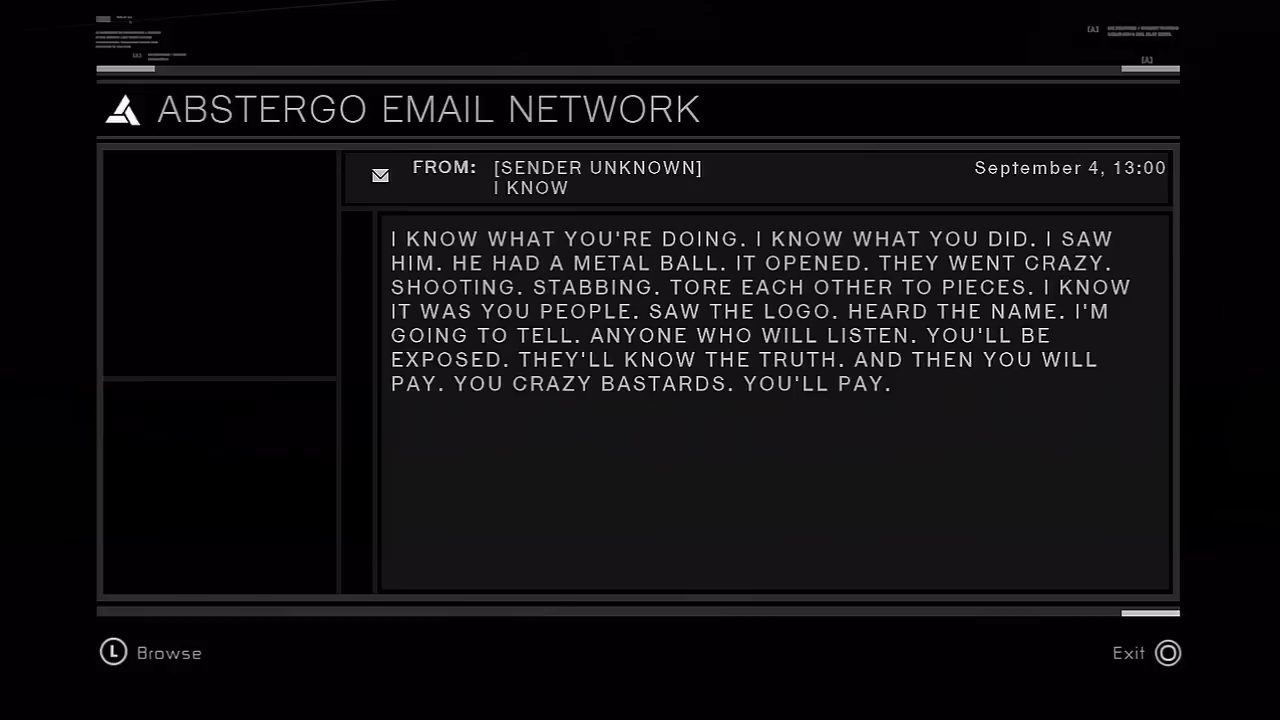 ABSTERGO EMAIL NETWORK
FROM: [SENDER UNKNOWN] September 4, 13:00
I KNOW
I KNOW WHAT YOU'RE DOING. I KNOW WHAT YOU DID. I SAW
HIM. HE HAD A METAL BALL. IT OPENED. THEY WENT CRAZY.
SHOOTING. STABBING. TORE EACH OTHER TO PIECES. I KNOW
IT WAS YOU PEOPLE. SAW THE LOGO. HEARD THE NAME. I'M
GOING TO TELL. ANYONE WHO WILL LISTEN. YOU'LL BE
EXPOSED. THEY'LL KNOW THE TRUTH. AND THEN YOU WILL
PAY. YOU CRAZY BASTARDS. YOU'LL PAY.
L Browse
Exit